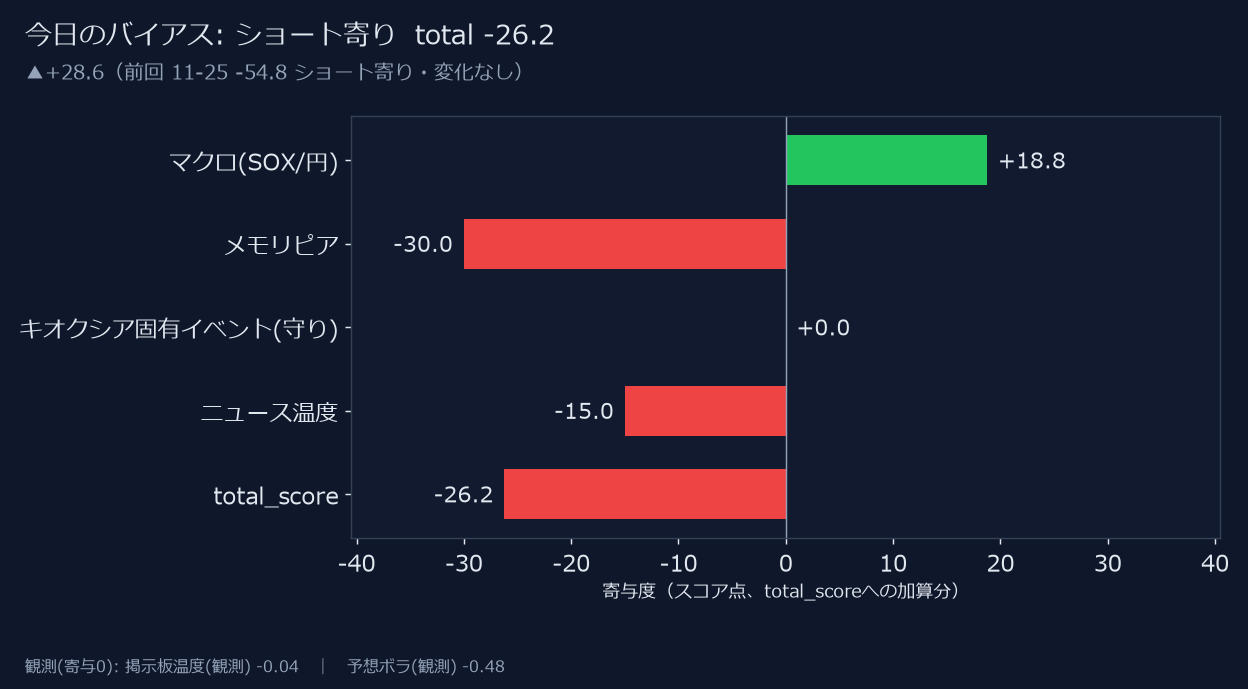 今日のバイアス: ショート寄り  total -26.2
▲+28.6（前回 11-25 -54.8 ショート寄り・変化なし）
マクロ(SOX/円)
+18.8
メモリピア
-30.0
キオクシア固有イベント(守り)
+0.0
ニュース温度
-15.0
total_score
-26.2
-40 -30 -20 -10 0 10 20 30 40
寄与度（スコア点、total_scoreへの加算分）
観測(寄与0): 掲示板温度(観測) -0.04 ｜ 予想ボラ(観測) -0.48